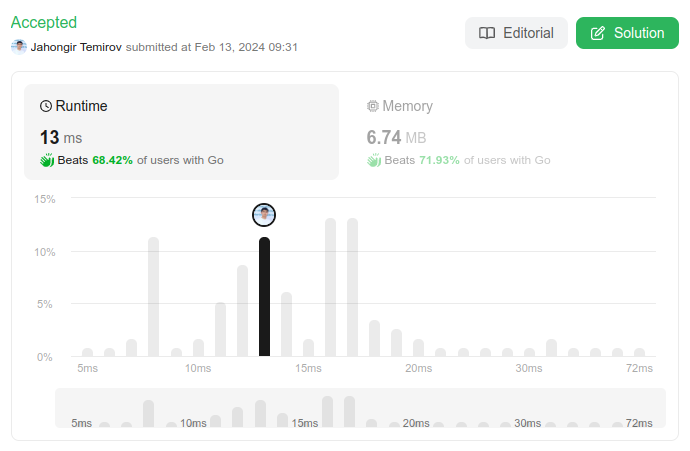 Accepted
Jahongir Temirov submitted at Feb 13, 2024 09:31
Editorial
Solution
Runtime
13 ms
Beats 68.42% of users with Go
Memory
6.74 MB
Beats 71.93% of users with Go
15%
10%
5%
0%
5ms 10ms 15ms 20ms 30ms 72ms
5ms 10ms 15ms 20ms 30ms 72ms